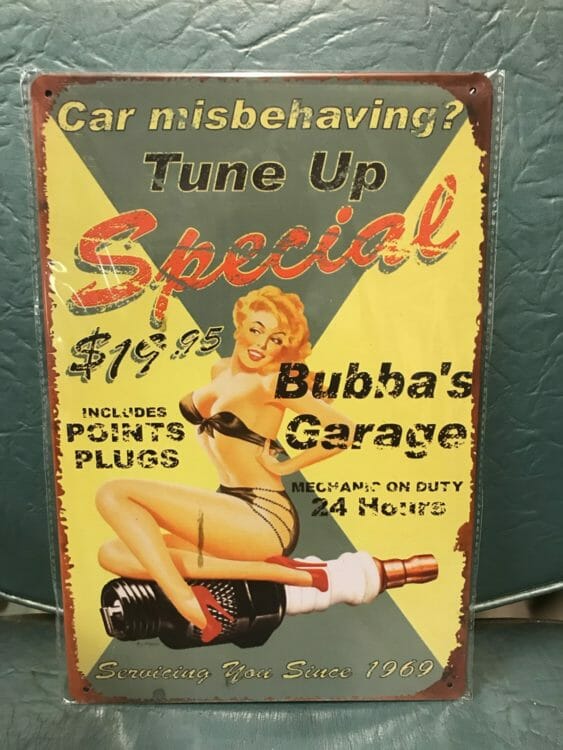 Car misbehaving?
Tune Up
Special
$19.95
Bubba's
Garage
INCLUDES
POINTS
PLUGS
MECHANIC ON DUTY
24 Hours
Servicing You Since 1969